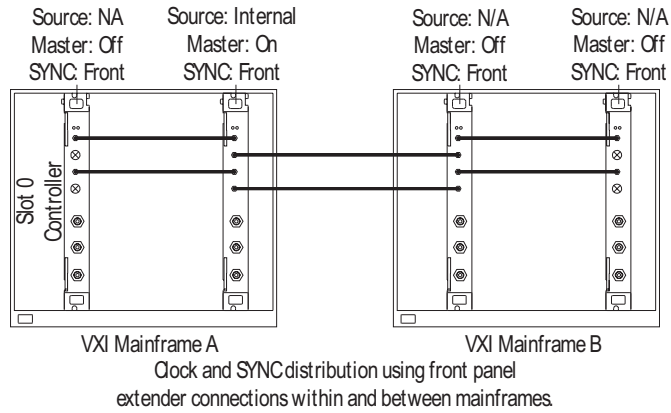 Source: NA
Master: Off
SYNC: Front
Source: Internal
Master: On
SYNC: Front
Source: N/A
Master: Off
SYNC: Front
Source: N/A
Master: Off
SYNC: Front
Slot 0
Controller
VXI Mainframe A
VXI Mainframe B
Clock and SYNC distribution using front panel
extender connections within and between mainframes.